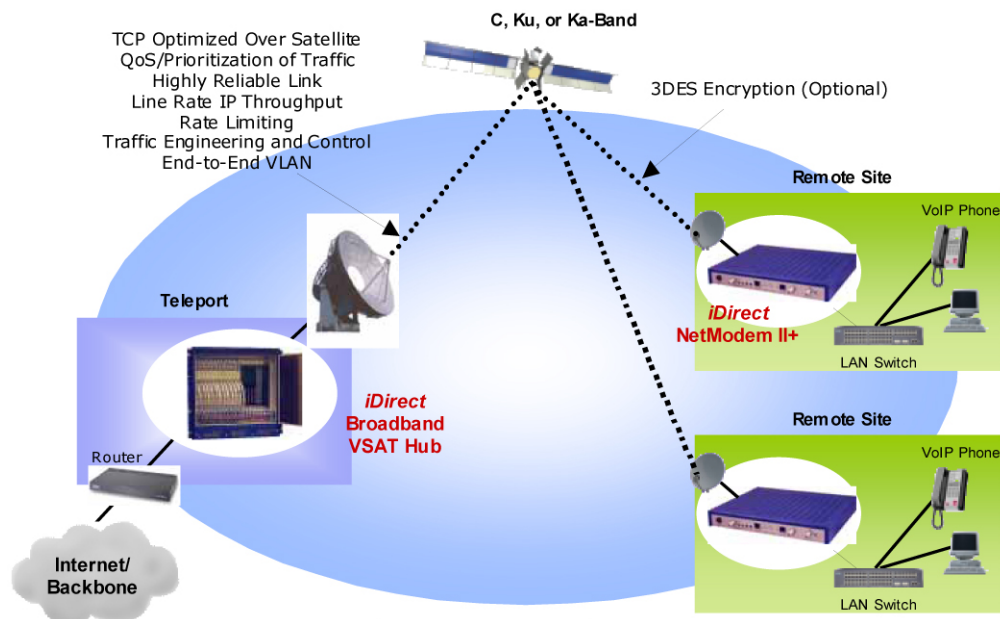 C, Ku, or Ka-Band
TCP Optimized Over Satellite
QoS/Prioritization of Traffic
Highly Reliable Link
Line Rate IP Throughput
Rate Limiting
Traffic Engineering and Control
End-to-End VLAN
3DES Encryption (Optional)
Remote Site
VoIP Phone
iDirect
NetModem II+
LAN Switch
Teleport
iDirect
Broadband
VSAT Hub
Router
Internet/
Backbone
Remote Site
VoIP Phone
LAN Switch